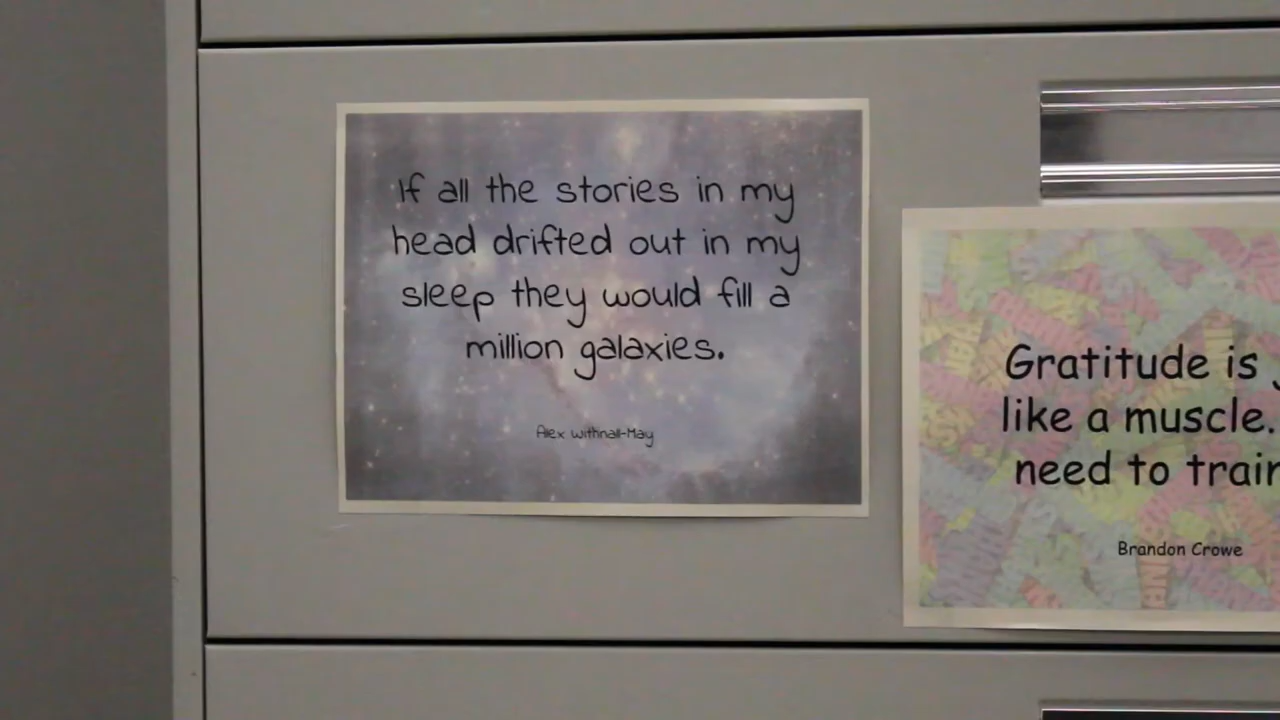 If all the stories in my
head drifted out in my
sleep they would fill a
million galaxies.
Alex Withnall-May
Gratitude is
like a muscle.
need to train
Brandon Crowe